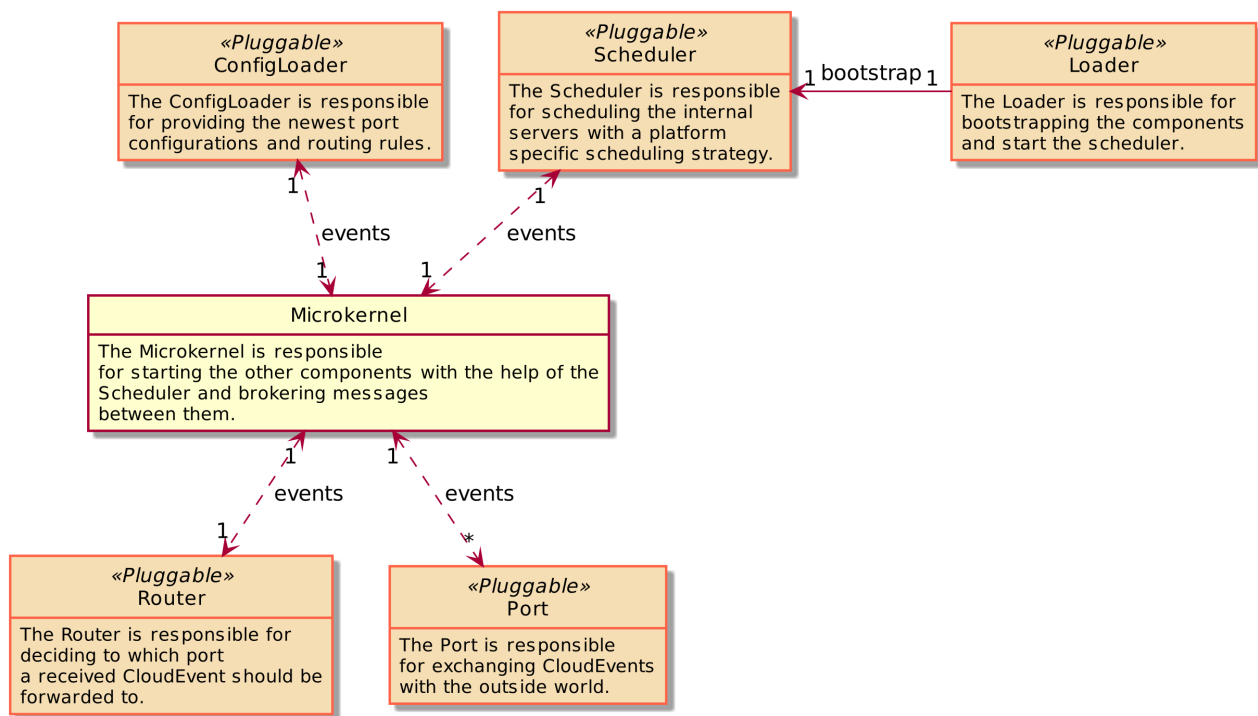 «Pluggable»
ConfigLoader
The ConfigLoader is responsible
for providing the newest port
configurations and routing rules.
«Pluggable»
Scheduler
The Scheduler is responsible
for scheduling the internal
servers with a platform
specific scheduling strategy.
1 bootstrap 1
«Pluggable»
Loader
The Loader is responsible for
bootstrapping the components
and start the scheduler.
1
events
1
1
events
1
Microkernel
The Microkernel is responsible
for starting the other components with the help of the
Scheduler and brokering messages
between them.
1
events
1
1
events
*
«Pluggable»
Router
The Router is responsible for
deciding to which port
a received CloudEvent should be
forwarded to.
«Pluggable»
Port
The Port is responsible
for exchanging CloudEvents
with the outside world.